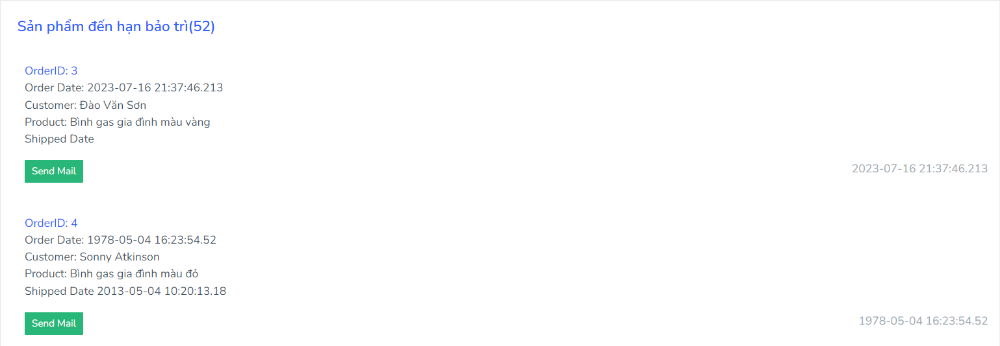 Sản phẩm đến hạn bảo trì(52)
OrderID: 3
Order Date: 2023-07-16 21:37:46.213
Customer: Đào Văn Sơn
Product: Bình gas gia đình màu vàng
Shipped Date
Send Mail
2023-07-16 21:37:46.213
OrderID: 4
Order Date: 1978-05-04 16:23:54.52
Customer: Sonny Atkinson
Product: Bình gas gia đình màu đỏ
Shipped Date 2013-05-04 10:20:13.18
Send Mail
1978-05-04 16:23:54.52